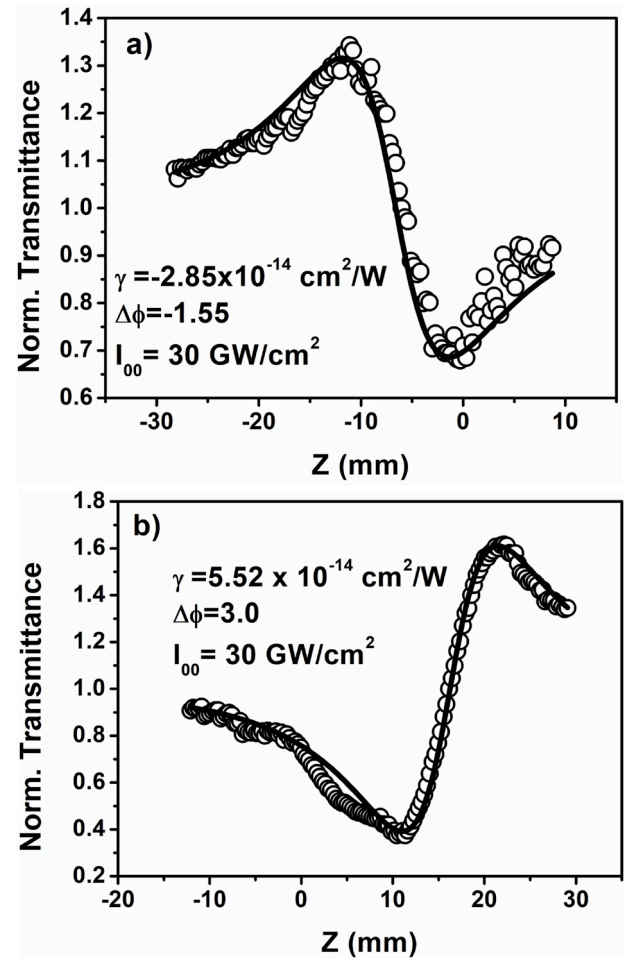 a)
1.4
1.3
1.2
1.1
1.0
0.9
0.8
0.7
0.6
Norm. Transmittance
γ =-2.85x10⁻¹⁴ cm²/W
Δϕ=-1.55
I₀₀= 30 GW/cm²
-30 -20 -10 0 10
Z (mm)
b)
1.8
1.6
1.4
1.2
1.0
0.8
0.6
0.4
0.2
Norm. Transmittance
γ =5.52 x 10⁻¹⁴ cm²/W
Δϕ=3.0
I₀₀= 30 GW/cm²
-20 -10 0 10 20 30
Z (mm)